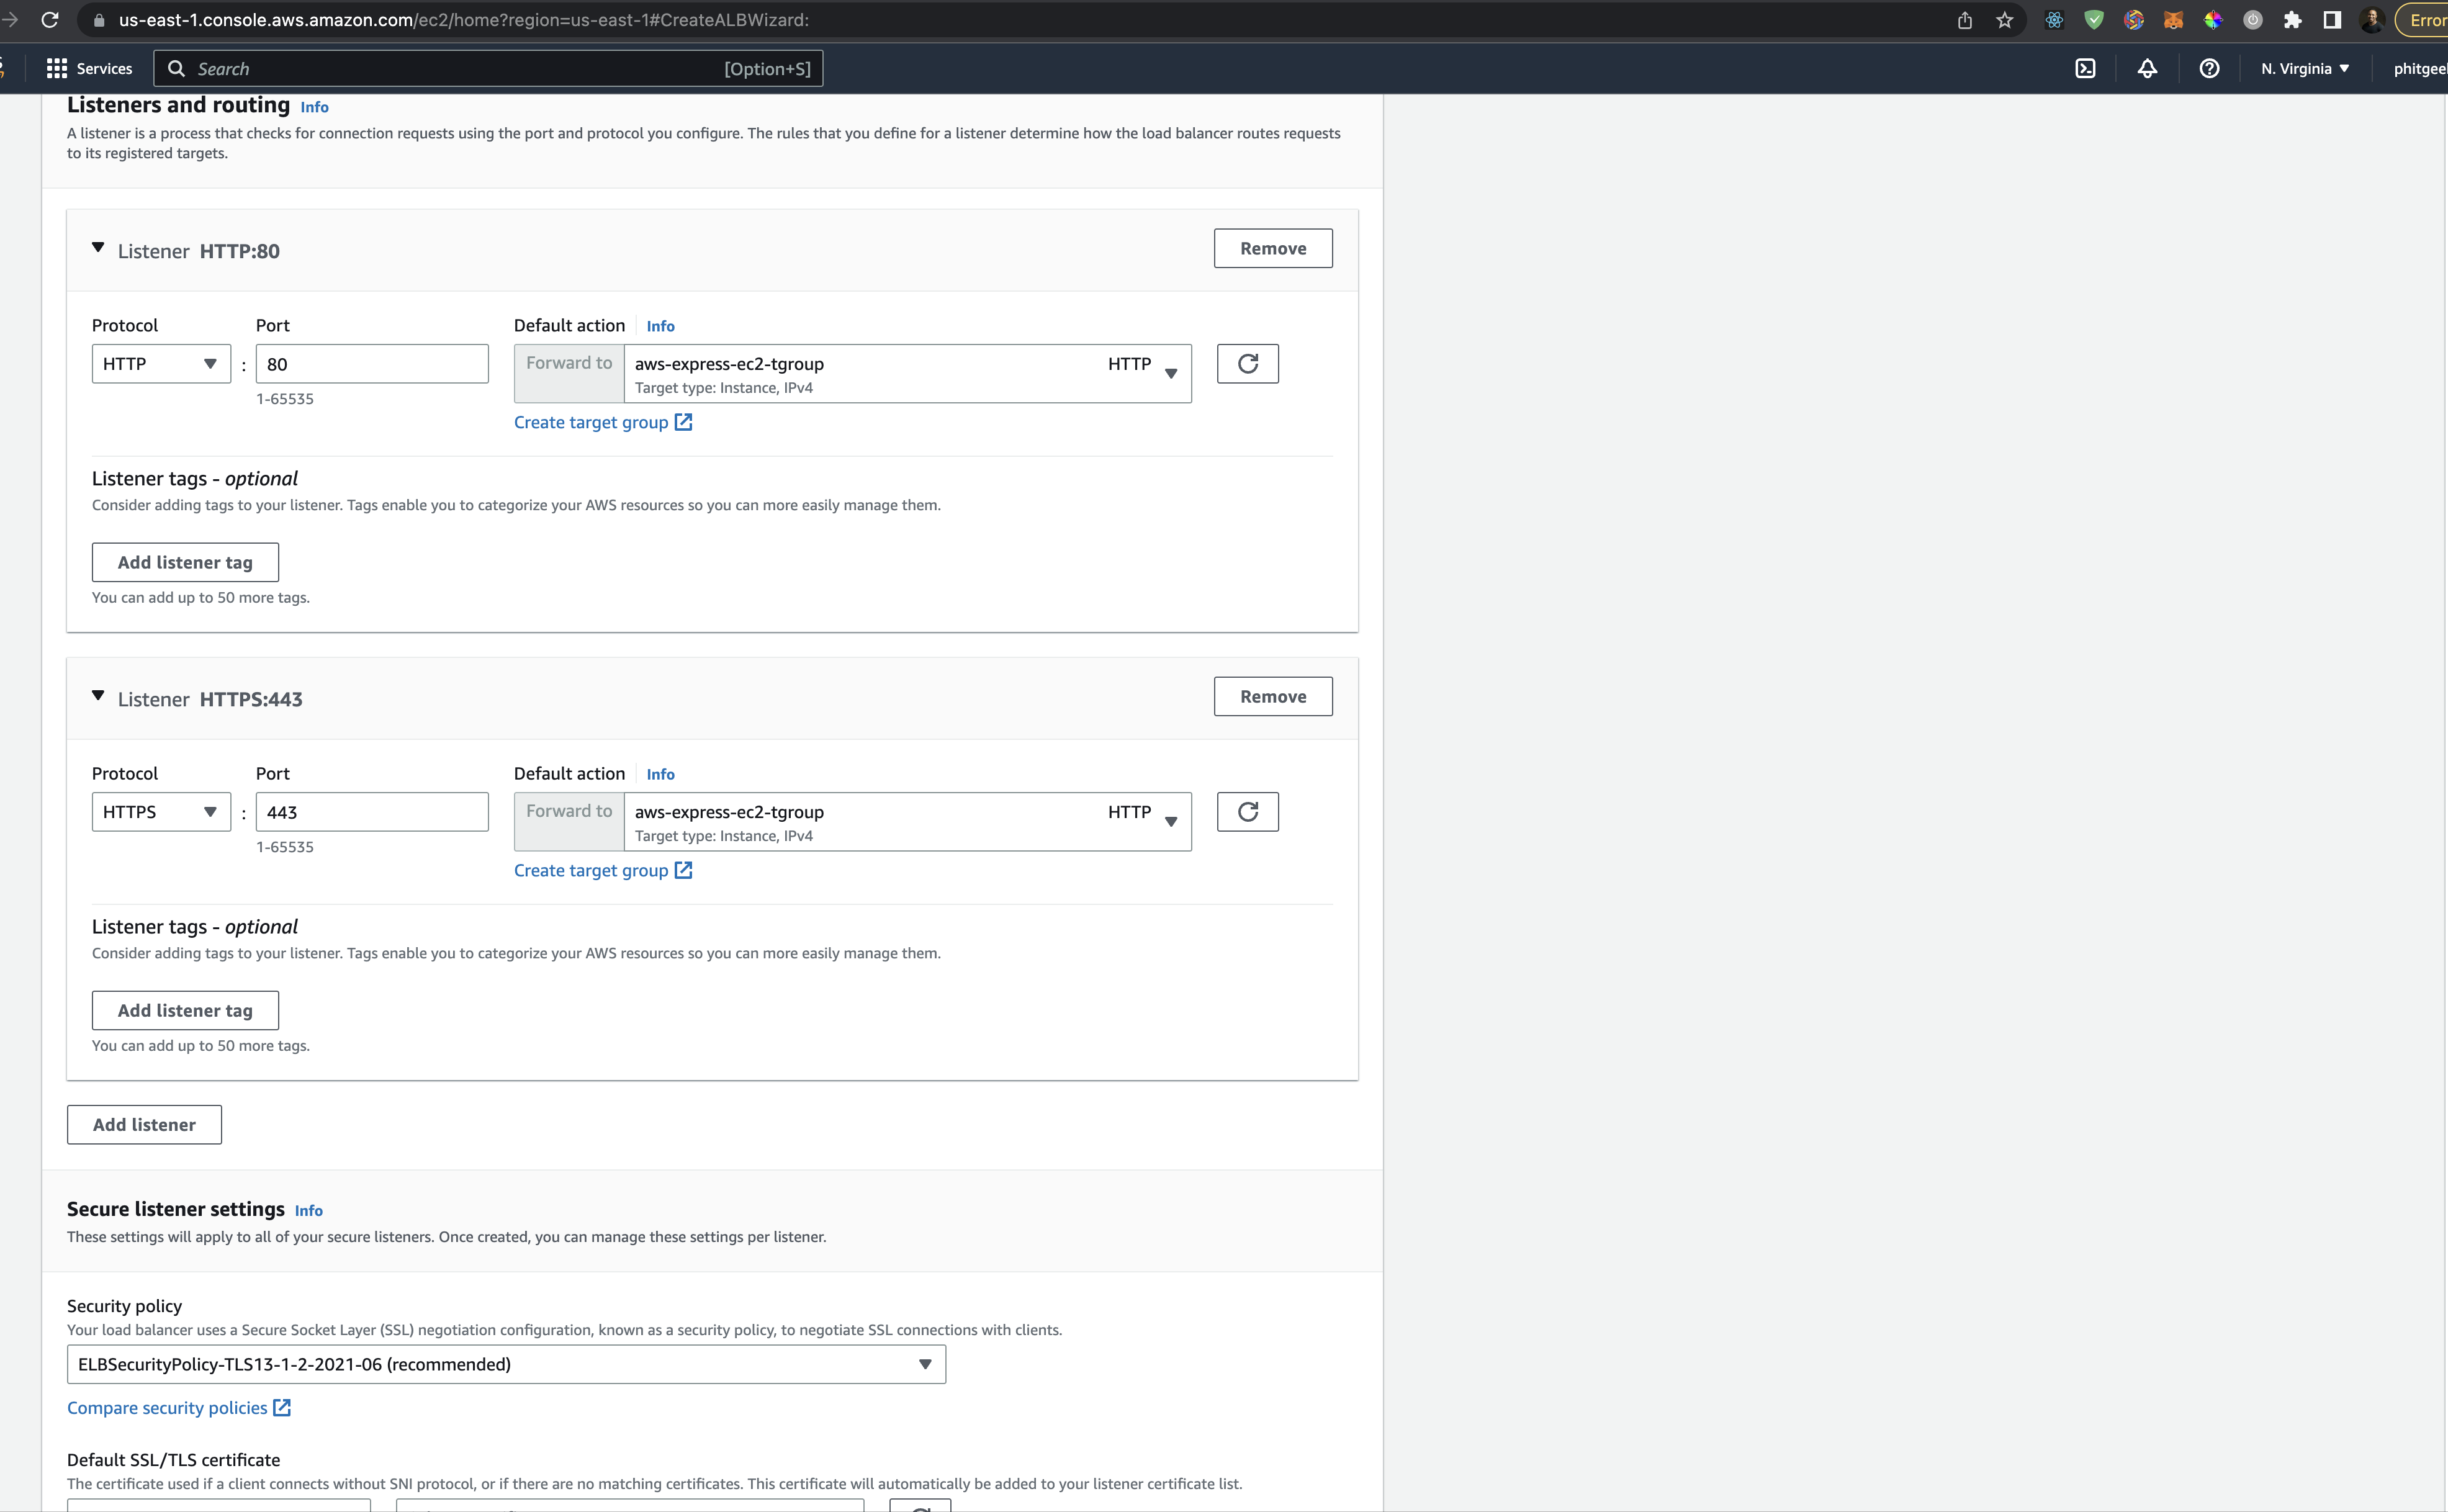 us-east-1.console.aws.amazon.com/ec2/home?region=us-east-1#CreateALBWizard:
Error
Services
Search
[Option+S]
N. Virginia
phitgeek
Listeners and routing Info
A listener is a process that checks for connection requests using the port and protocol you configure. The rules that you define for a listener determine how the load balancer routes requests
to its registered targets.
Listener HTTP:80
Remove
Protocol
Port
Default action
Info
HTTP
:
80
Forward to
aws-express-ec2-tgroup
HTTP
Target type: Instance, IPv4
1-65535
Create target group
Listener tags - optional
Consider adding tags to your listener. Tags enable you to categorize your AWS resources so you can more easily manage them.
Add listener tag
You can add up to 50 more tags.
Listener HTTPS:443
Remove
Protocol
Port
Default action
Info
HTTPS
:
443
Forward to
aws-express-ec2-tgroup
HTTP
Target type: Instance, IPv4
1-65535
Create target group
Listener tags - optional
Consider adding tags to your listener. Tags enable you to categorize your AWS resources so you can more easily manage them.
Add listener tag
You can add up to 50 more tags.
Add listener
Secure listener settings Info
These settings will apply to all of your secure listeners. Once created, you can manage these settings per listener.
Security policy
Your load balancer uses a Secure Socket Layer (SSL) negotiation configuration, known as a security policy, to negotiate SSL connections with clients.
ELBSecurityPolicy-TLS13-1-2-2021-06 (recommended)
Compare security policies
Default SSL/TLS certificate
The certificate used if a client connects without SNI protocol, or if there are no matching certificates. This certificate will automatically be added to your listener certificate list.